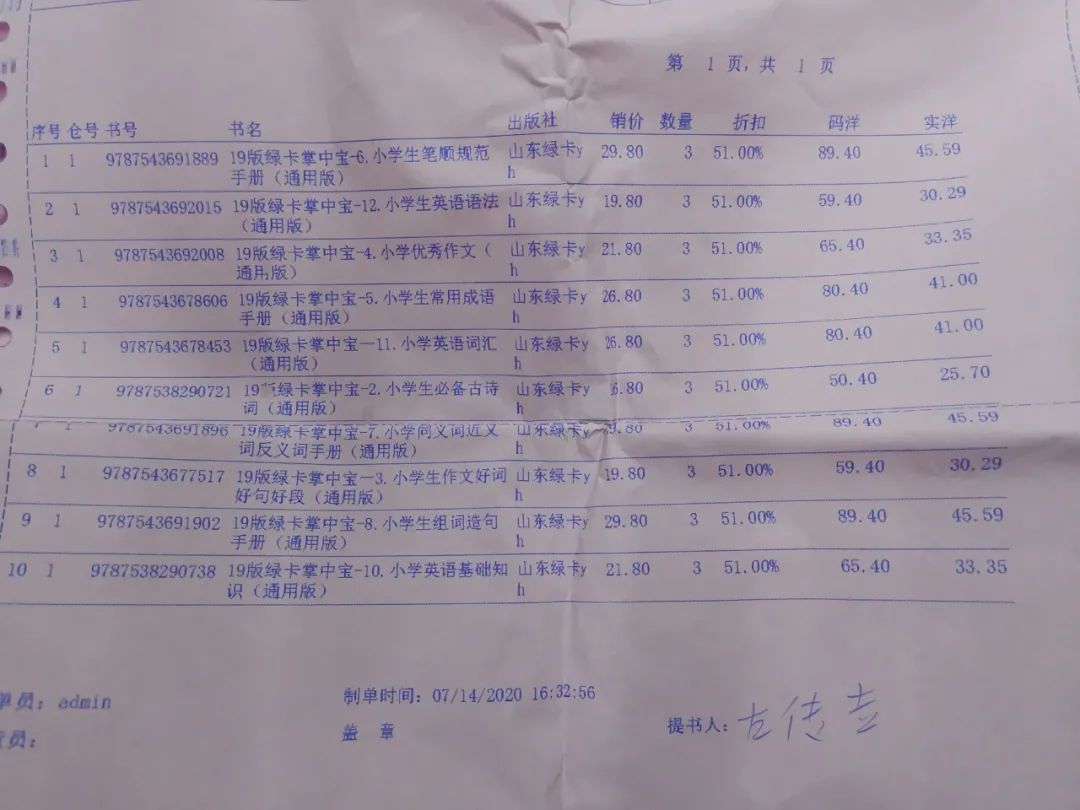 第 1 页,共 1 页
序号 仓号 书号 书名 出版社 销价 数量 折扣 码洋 实洋
1 1 9787543691889 19版绿卡掌中宝-6.小学生笔顺规范 山东绿卡y 29.80 3 51.00% 89.40 45.59
手册（通用版） h
2 1 9787543692015 19版绿卡掌中宝-12.小学生英语语法 山东绿卡y 19.80 3 51.00% 59.40 30.29
（通用版） h
3 1 9787543692008 19版绿卡掌中宝-4.小学优秀作文（ 山东绿卡y 21.80 3 51.00% 65.40 33.35
通用版） h
4 1 9787543678606 19版绿卡掌中宝-5.小学生常用成语 山东绿卡y 26.80 3 51.00% 80.40 41.00
手册（通用版） h
5 1 9787543678453 19版绿卡掌中宝—11.小学英语词汇 山东绿卡y 26.80 3 51.00% 80.40 41.00
（通用版） h
6 1 9787538290721 19版绿卡掌中宝-2.小学生必备古诗 山东绿卡y 6.80 3 51.00% 50.40 25.70
词（通用版） h
9787543691896 19版绿卡掌中宝-7.小学同义词近义 山东绿卡y 9.80 3 51.00% 89.40 45.59
词反义词手册（通用版） h
8 1 9787543677517 19版绿卡掌中宝—3.小学生作文好词 山东绿卡y 19.80 3 51.00% 59.40 30.29
好句好段（通用版） h
9 1 9787543691902 19版绿卡掌中宝-8.小学生组词造句 山东绿卡y 29.80 3 51.00% 89.40 45.59
手册（通用版） h
10 1 9787538290738 19版绿卡掌中宝-10.小学英语基础知 山东绿卡y 21.80 3 51.00% 65.40 33.35
识（通用版） h
单员：admin 制单时间：07/14/2020 16:32:56
员： 盖 章 提书人：